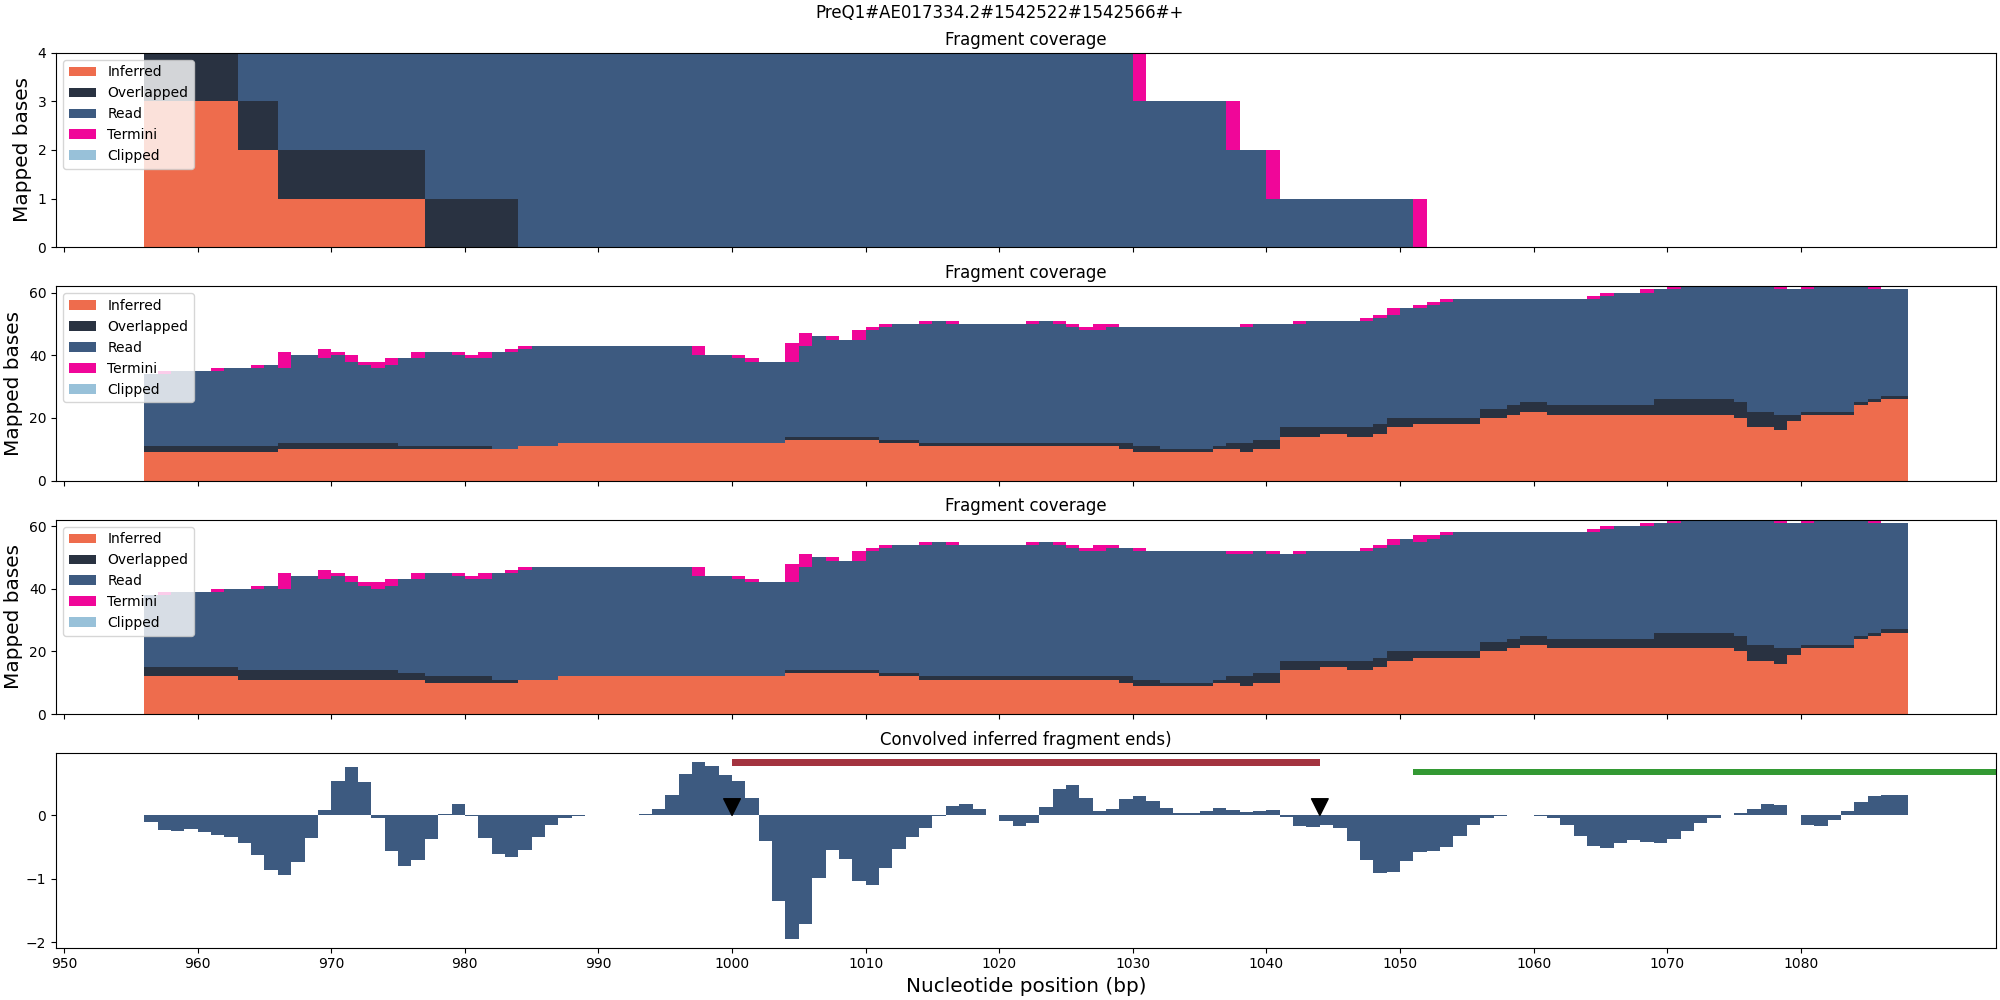 PreQ1#AE017334.2#1542522#1542566#+
Fragment coverage
Mapped bases
4
3
2
1
0
Inferred
Overlapped
Read
Termini
Clipped
Fragment coverage
Mapped bases
60
40
20
0
Inferred
Overlapped
Read
Termini
Clipped
Fragment coverage
Mapped bases
60
40
20
0
Inferred
Overlapped
Read
Termini
Clipped
Convolved inferred fragment ends)
0
−1
−2
950 960 970 980 990 1000 1010 1020 1030 1040 1050 1060 1070 1080
Nucleotide position (bp)